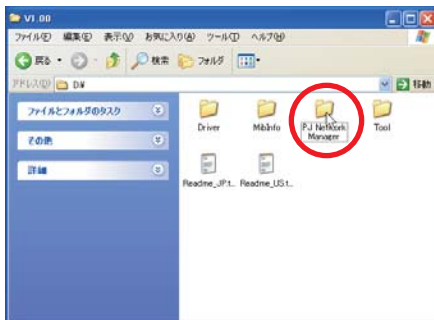 V1.00
ファイル(F) 編集(E) 表示(V) お気に入り(A) ツール(T) ヘルプ(H)
戻る 検索 フォルダ
アドレス(D) D¥ 移動
ファイルとフォルダのタスク
その他
詳細
Driver MibInfo PJ Network Manager Tool
Readme_JP.t... Readme_US.t...